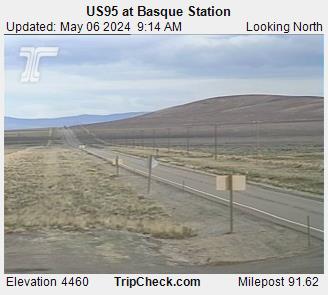 US95 at Basque Station
Updated: May 06 2024 9:14 AM Looking North
Elevation 4460 TripCheck.com Milepost 91.62